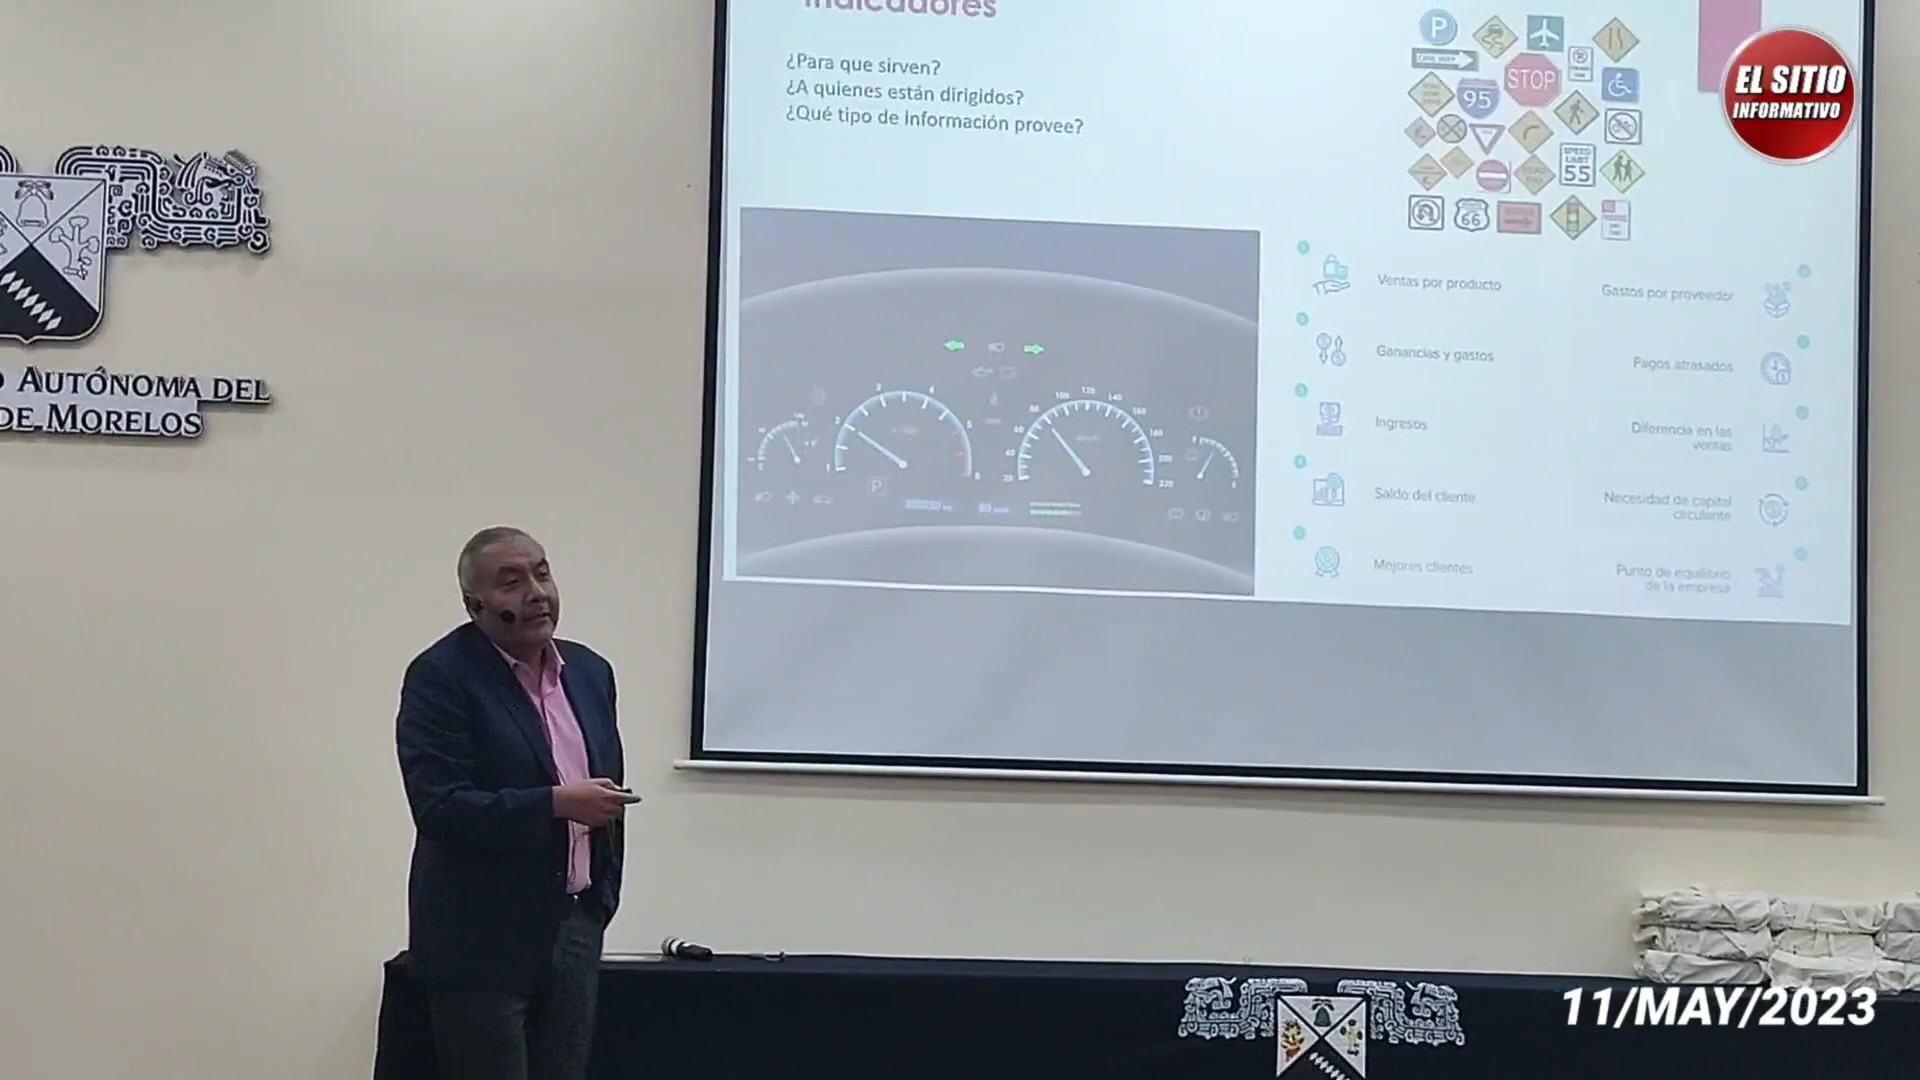 Indicadores
¿Para que sirven?
¿A quienes están dirigidos?
¿Qué tipo de información provee?
P
STOP
95
SPEED
LIMIT
55
66
EL SITIO
INFORMATIVO
AUTÓNOMA DEL
DE MORELOS
Ventas por producto
Gastos por proveedor
Ganancias y gastos
Pagos atrasados
Ingresos
Diferencia en las
ventas
Saldo del cliente
Necesidad de capital
circulante
Mejores clientes
Punto de equilibrio
de la empresa
P
11/MAY/2023